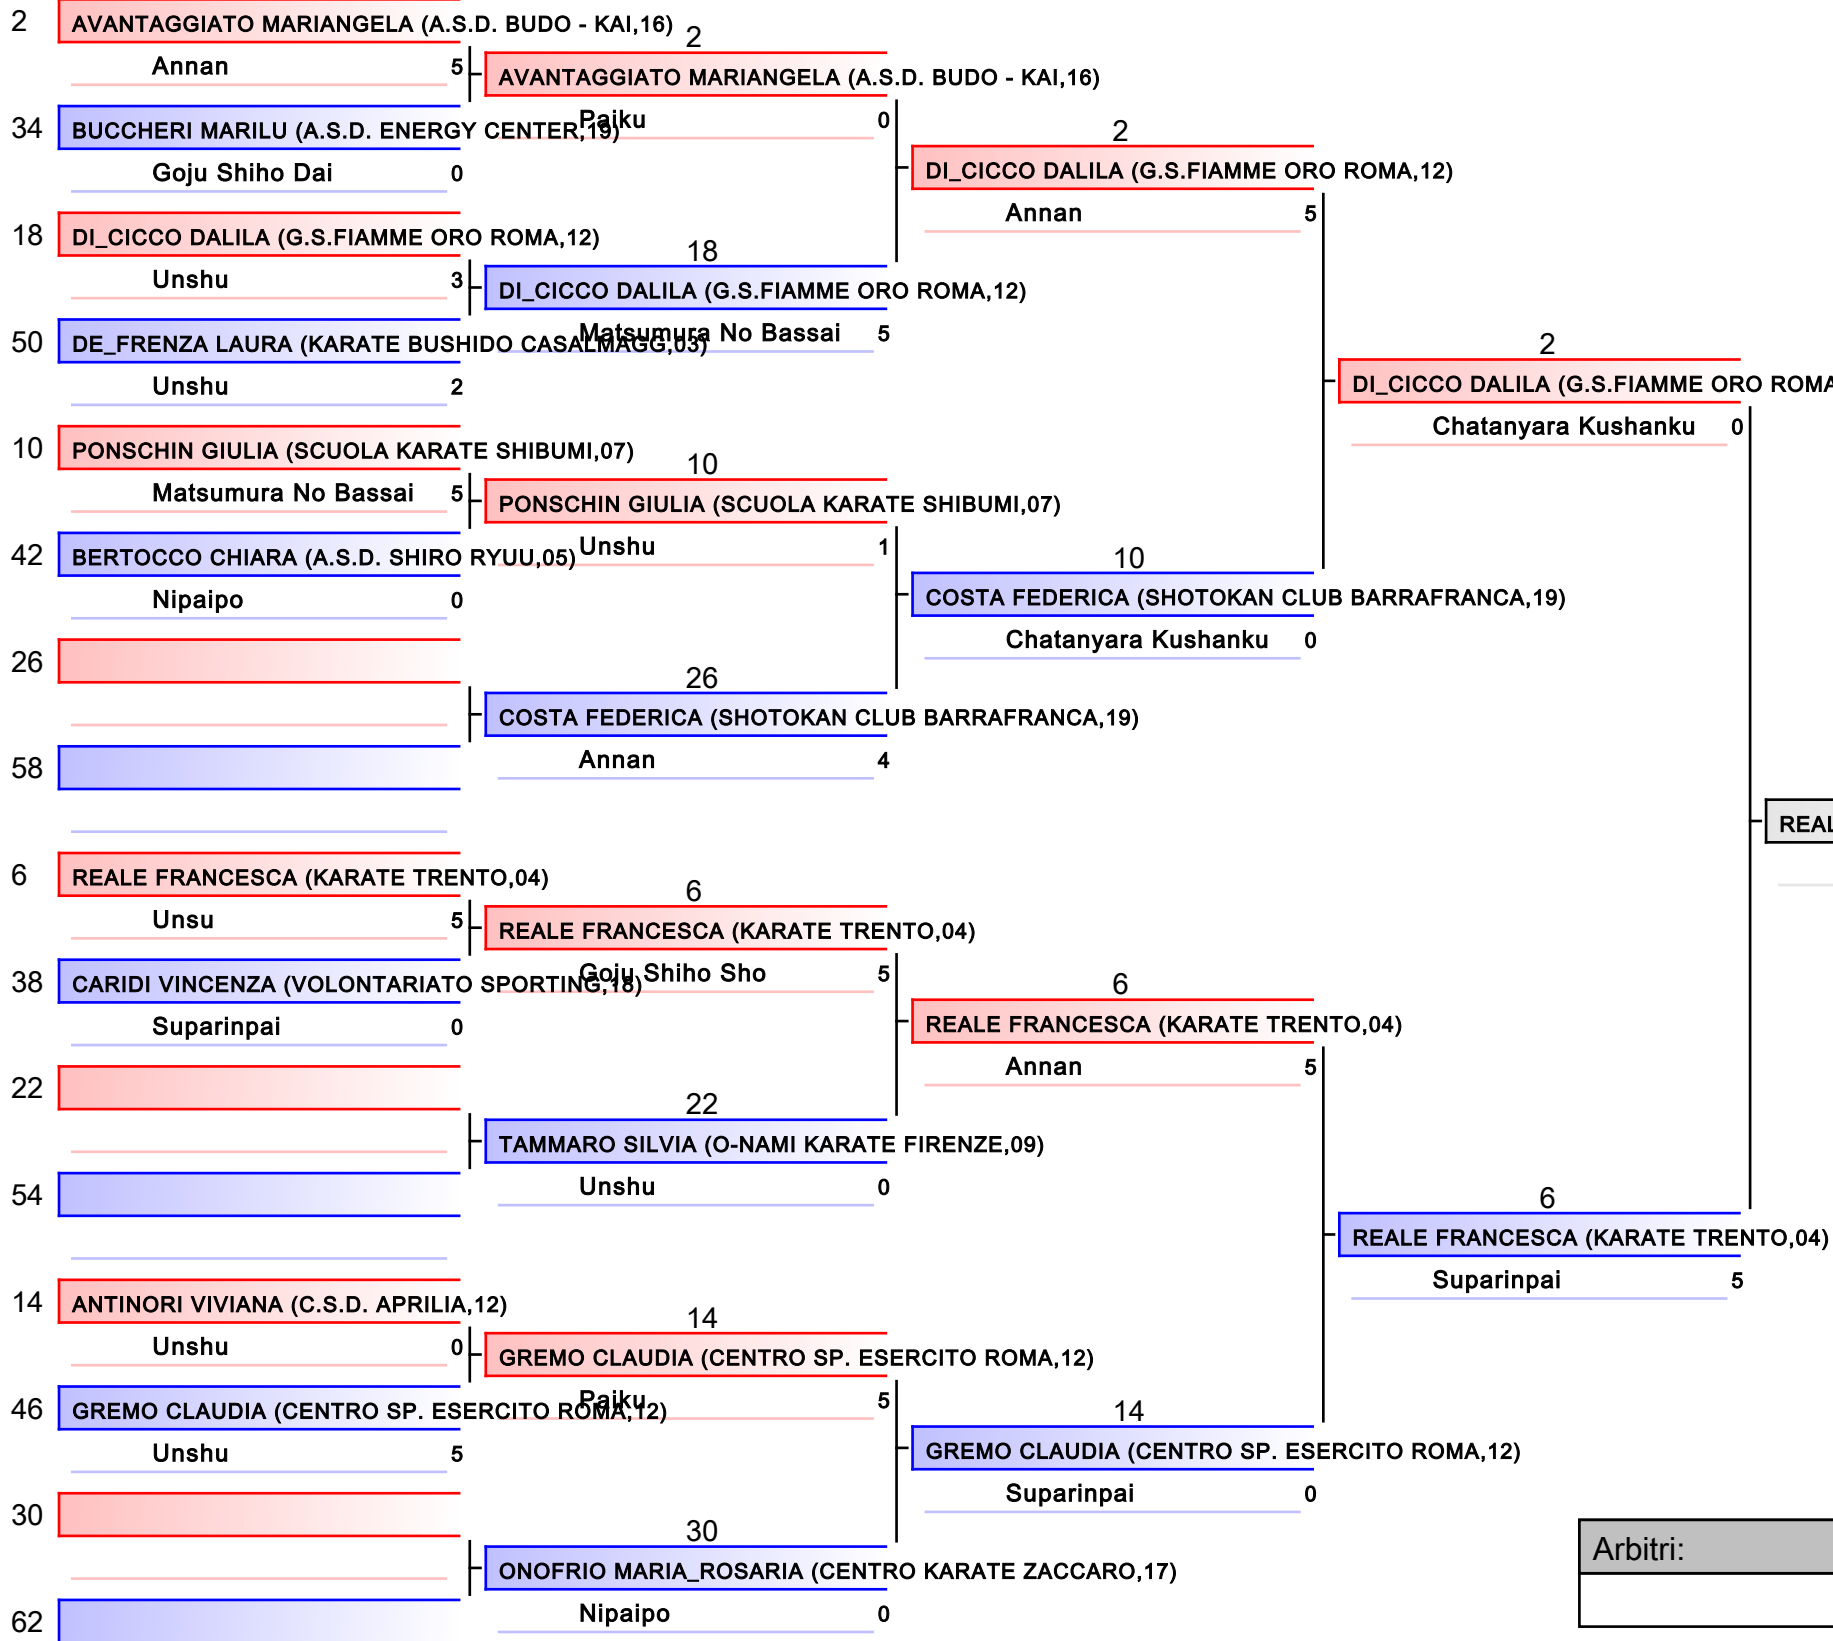 2
AVANTAGGIATO MARIANGELA (A.S.D. BUDO - KAI,16)
Annan 5
34
BUCCHERI MARILU (A.S.D. ENERGY CENTER,19)
Goju Shiho Dai 0
18
DI_CICCO DALILA (G.S.FIAMME ORO ROMA,12)
Unshu 3
50
DE_FRENZA LAURA (KARATE BUSHIDO CASALMAGG,03)
Unshu 2
10
PONSCHIN GIULIA (SCUOLA KARATE SHIBUMI,07)
Matsumura No Bassai 5
42
BERTOCCO CHIARA (A.S.D. SHIRO RYUU,05)
Nipaipo 0
26
58
6
REALE FRANCESCA (KARATE TRENTO,04)
Unsu 5
38
CARIDI VINCENZA (VOLONTARIATO SPORTING,18)
Suparinpai 0
22
54
14
ANTINORI VIVIANA (C.S.D. APRILIA,12)
Unshu 0
46
GREMO CLAUDIA (CENTRO SP. ESERCITO ROMA,12)
Unshu 5
30
62
2
AVANTAGGIATO MARIANGELA (A.S.D. BUDO - KAI,16)
Paiku 0
18
DI_CICCO DALILA (G.S.FIAMME ORO ROMA,12)
Matsumura No Bassai 5
10
PONSCHIN GIULIA (SCUOLA KARATE SHIBUMI,07)
Unshu 1
26
COSTA FEDERICA (SHOTOKAN CLUB BARRAFRANCA,19)
Annan 4
6
REALE FRANCESCA (KARATE TRENTO,04)
Goju Shiho Sho 5
22
TAMMARO SILVIA (O-NAMI KARATE FIRENZE,09)
Unshu 0
14
GREMO CLAUDIA (CENTRO SP. ESERCITO ROMA,12)
Paiku 5
30
ONOFRIO MARIA_ROSARIA (CENTRO KARATE ZACCARO,17)
Nipaipo 0
2
DI_CICCO DALILA (G.S.FIAMME ORO ROMA,12)
Annan 5
10
COSTA FEDERICA (SHOTOKAN CLUB BARRAFRANCA,19)
Chatanyara Kushanku 0
6
REALE FRANCESCA (KARATE TRENTO,04)
Annan 5
14
GREMO CLAUDIA (CENTRO SP. ESERCITO ROMA,12)
Suparinpai 0
2
DI_CICCO DALILA (G.S.FIAMME ORO ROMA
Chatanyara Kushanku 0
6
REALE FRANCESCA (KARATE TRENTO,04)
Suparinpai 5
REAL
Arbitri: